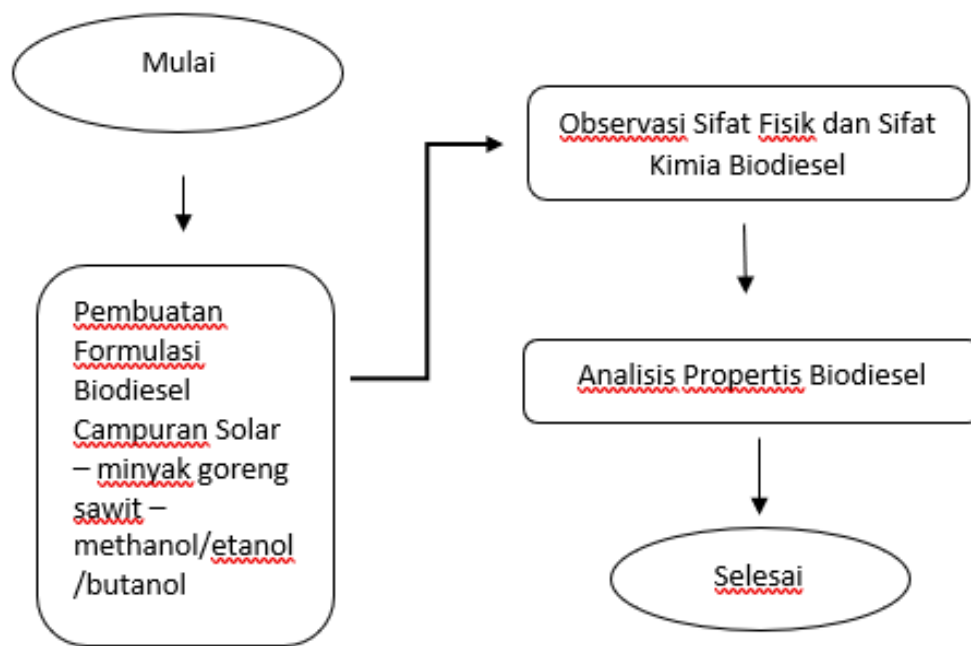 Mulai
Pembuatan
Formulasi
Biodiesel
Campuran Solar
– minyak goreng
sawit –
methanol/etanol
/butanol
Observasi Sifat Fisik dan Sifat
Kimia Biodiesel
Analisis Propertis Biodiesel
Selesai